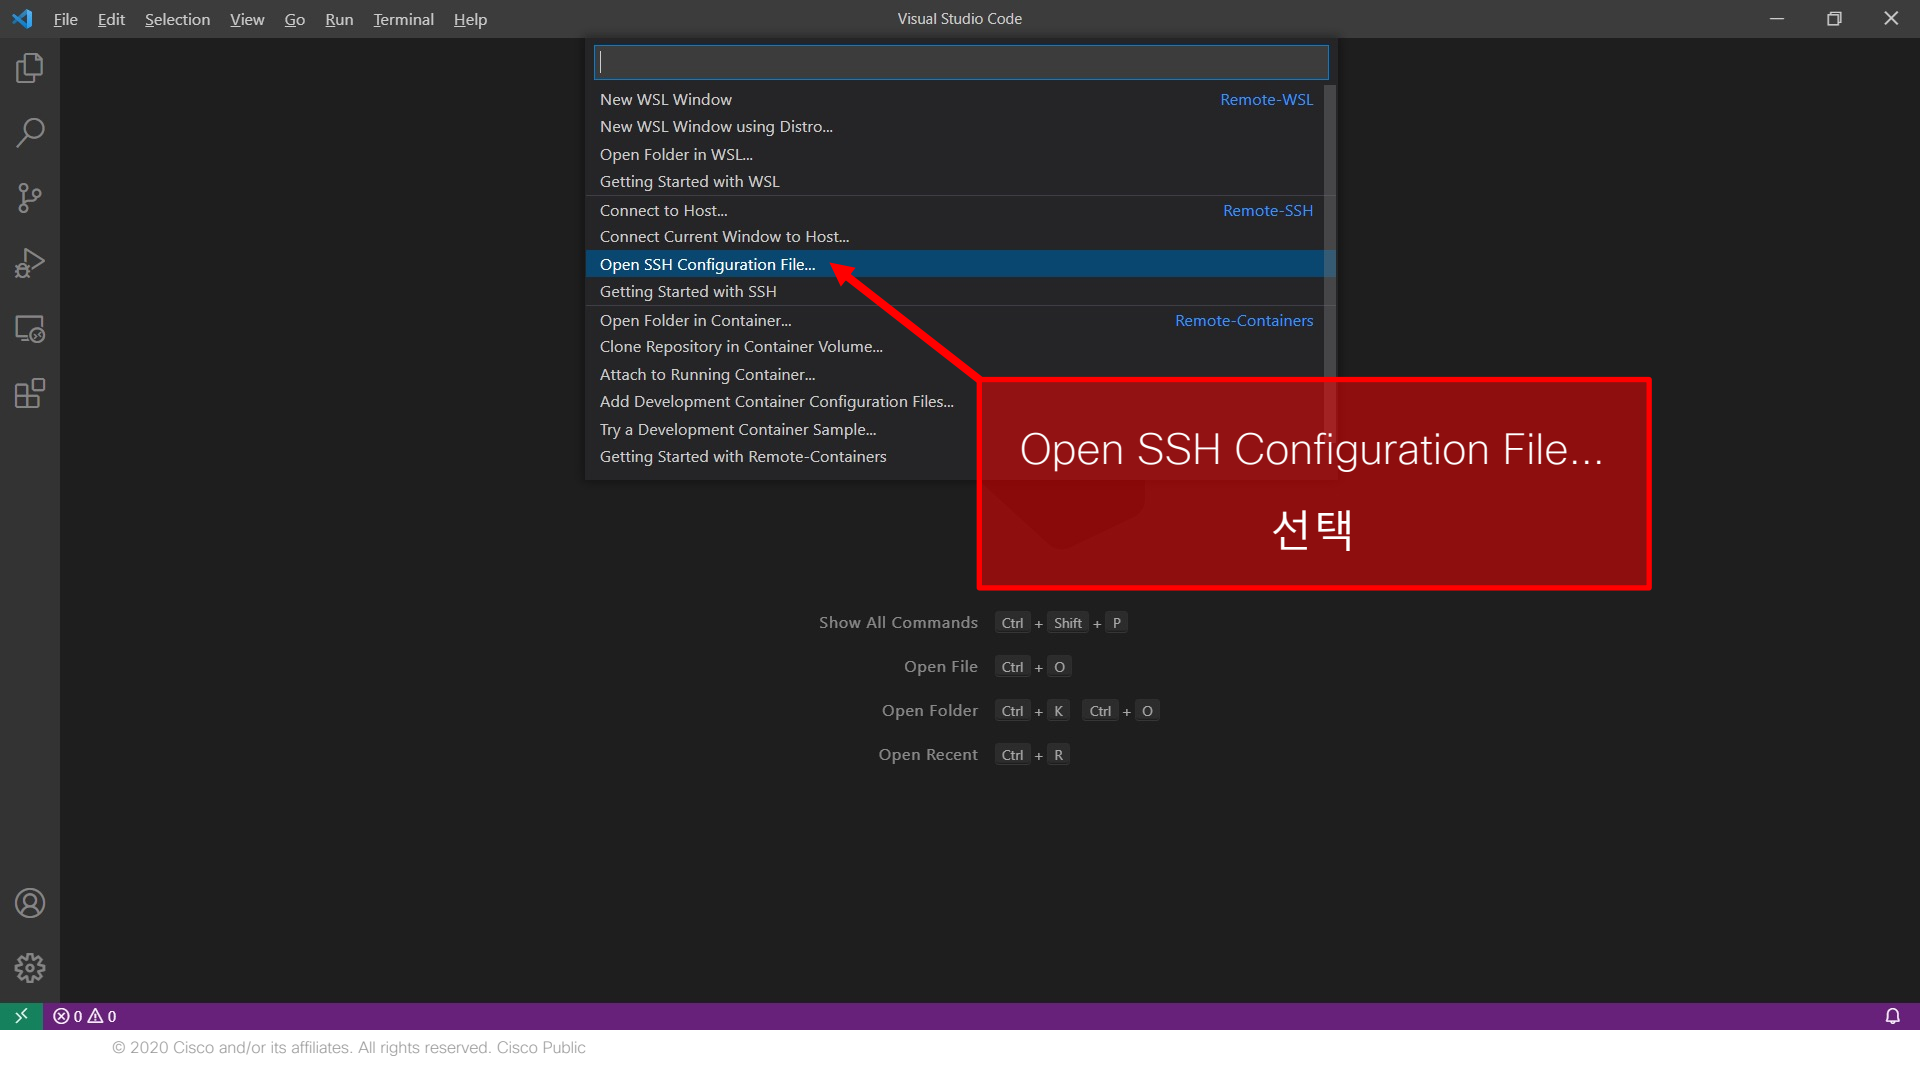 File Edit Selection View Go Run Terminal Help
Visual Studio Code
New WSL Window Remote-WSL
New WSL Window using Distro...
Open Folder in WSL...
Getting Started with WSL
Connect to Host... Remote-SSH
Connect Current Window to Host...
Open SSH Configuration File...
Getting Started with SSH
Open Folder in Container... Remote-Containers
Clone Repository in Container Volume...
Attach to Running Container...
Add Development Container Configuration Files...
Try a Development Container Sample...
Getting Started with Remote-Containers
Open SSH Configuration File...
선택
Show All Commands Ctrl + Shift + P
Open File Ctrl + O
Open Folder Ctrl + K Ctrl + O
Open Recent Ctrl + R
0 0
© 2020 Cisco and/or its affiliates. All rights reserved. Cisco Public